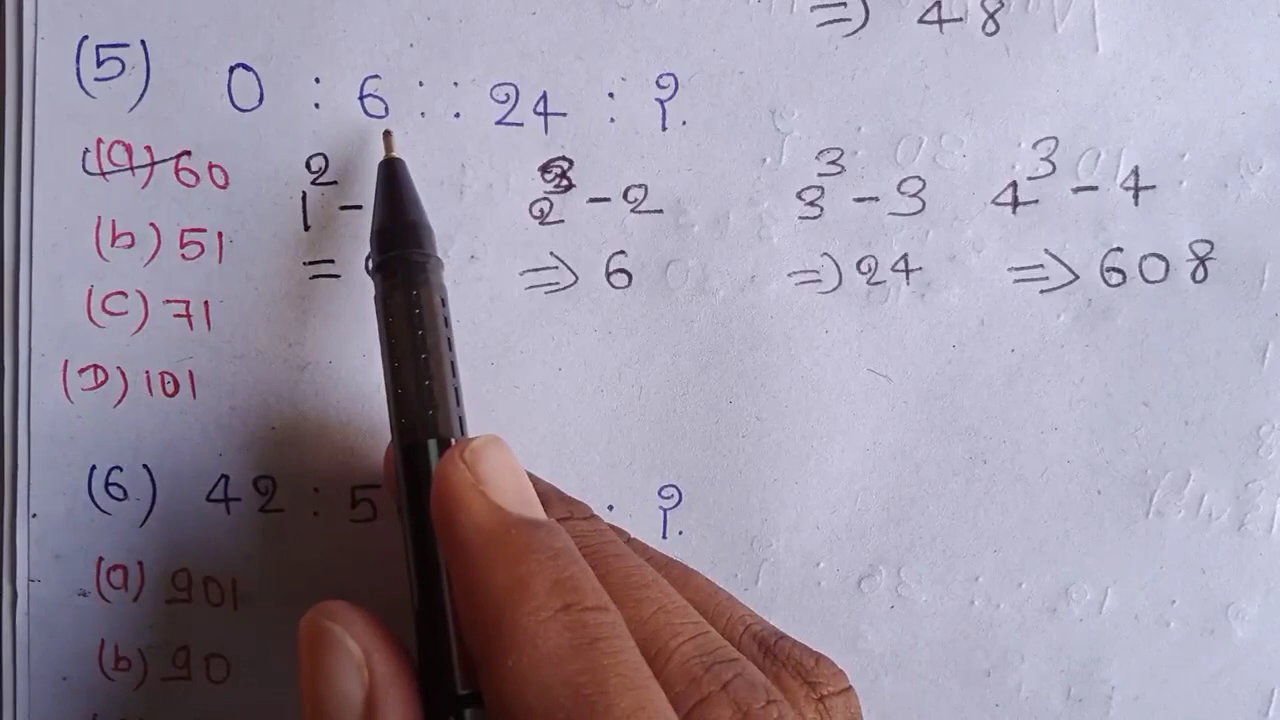 => 48
(5) 0 : 6 :: 24 : ?
(a) 60
1² -
2³ - 2
3³ - 3
4³ - 4
(b) 51
=
=> 6
=> 24
=> 608
(C) 71
(D) 101
(6) 42 : 5 : ?
(a) 901
(b) 90